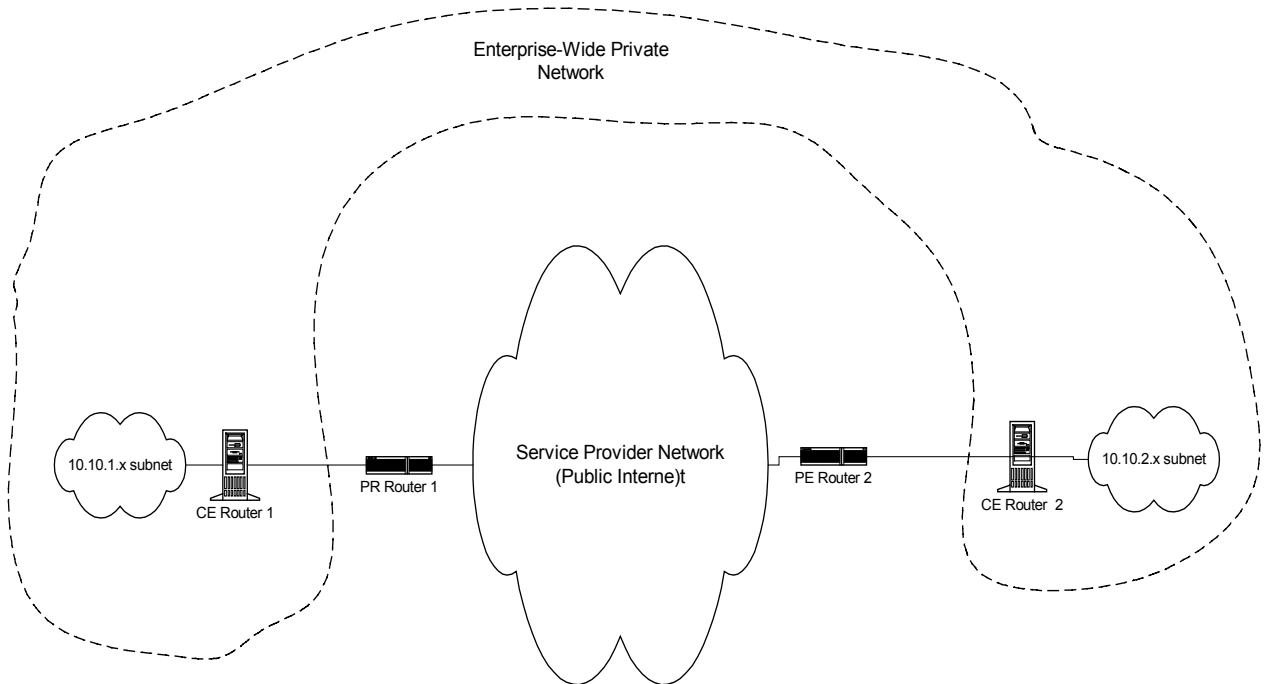 Enterprise-Wide Private
Network
Service Provider Network
(Public Interne)t
10.10.1.x subnet
CE Router 1
PR Router 1
PE Router 2
CE Router  2
10.10.2.x subnet